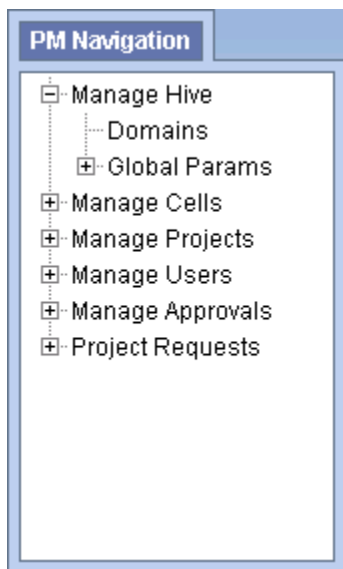 PM Navigation
Manage Hive
Domains
Global Params
Manage Cells
Manage Projects
Manage Users
Manage Approvals
Project Requests